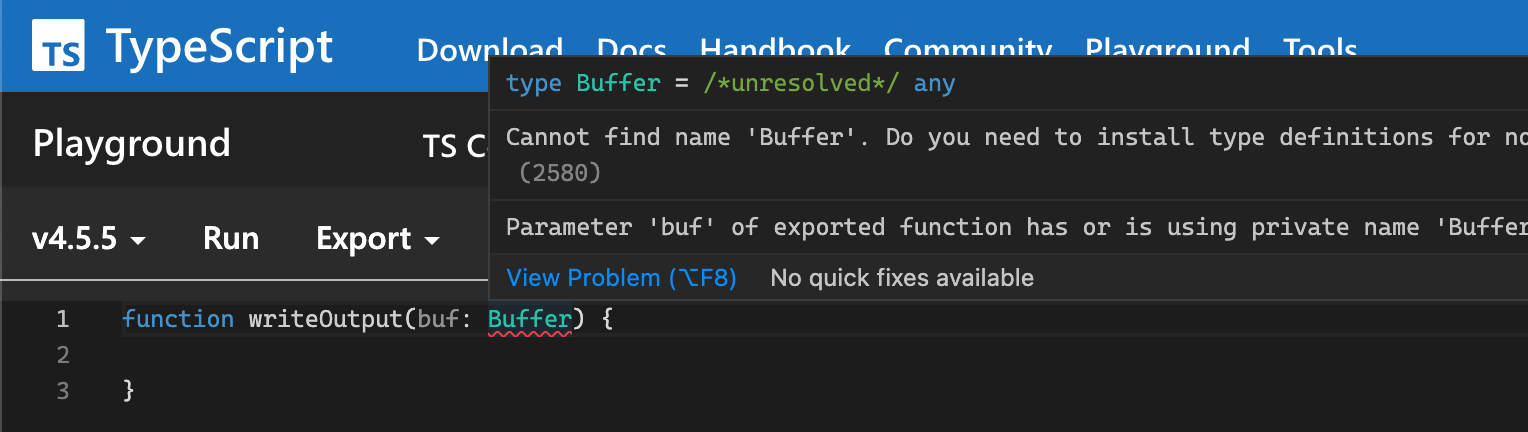 TS TypeScript Download Docs Handbook Community Playground Tools
type Buffer = /*unresolved*/ any
Cannot find name 'Buffer'. Do you need to install type definitions for
(2580)
Playground TS
Parameter 'buf' of exported function has or is using private name 'Buffer
v4.5.5 Run Export
View Problem (⌥F8) No quick fixes available
1 function writeOutput(buf: Buffer) {
2
3 }